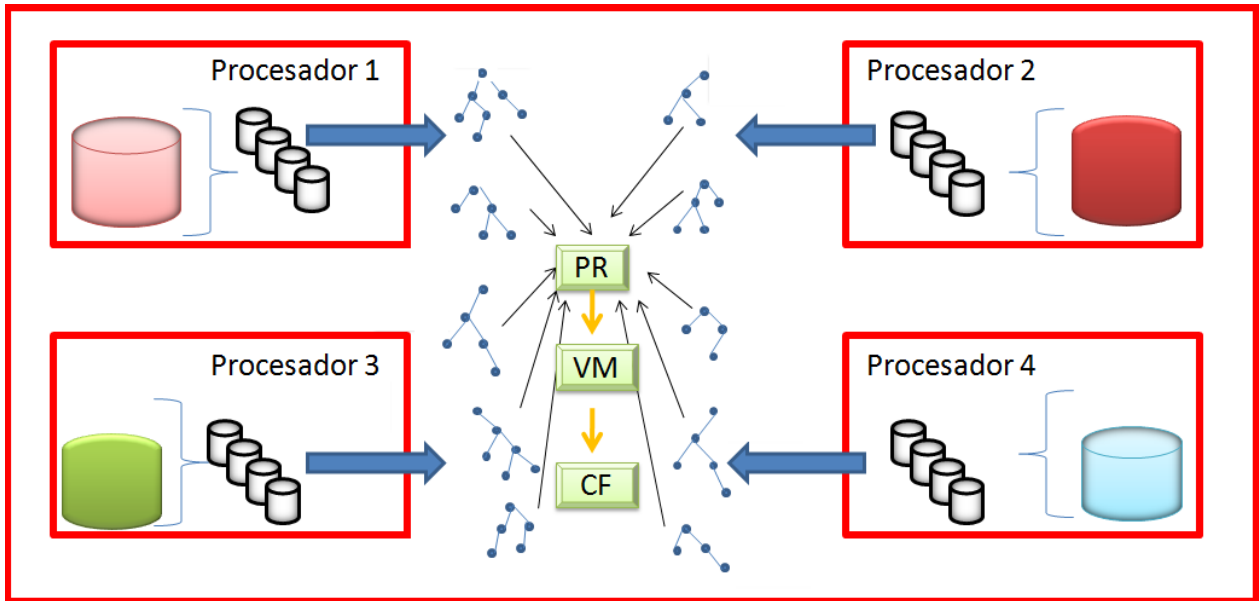 Procesador 1
Procesador 2
PR
VM
Procesador 3
Procesador 4
CF